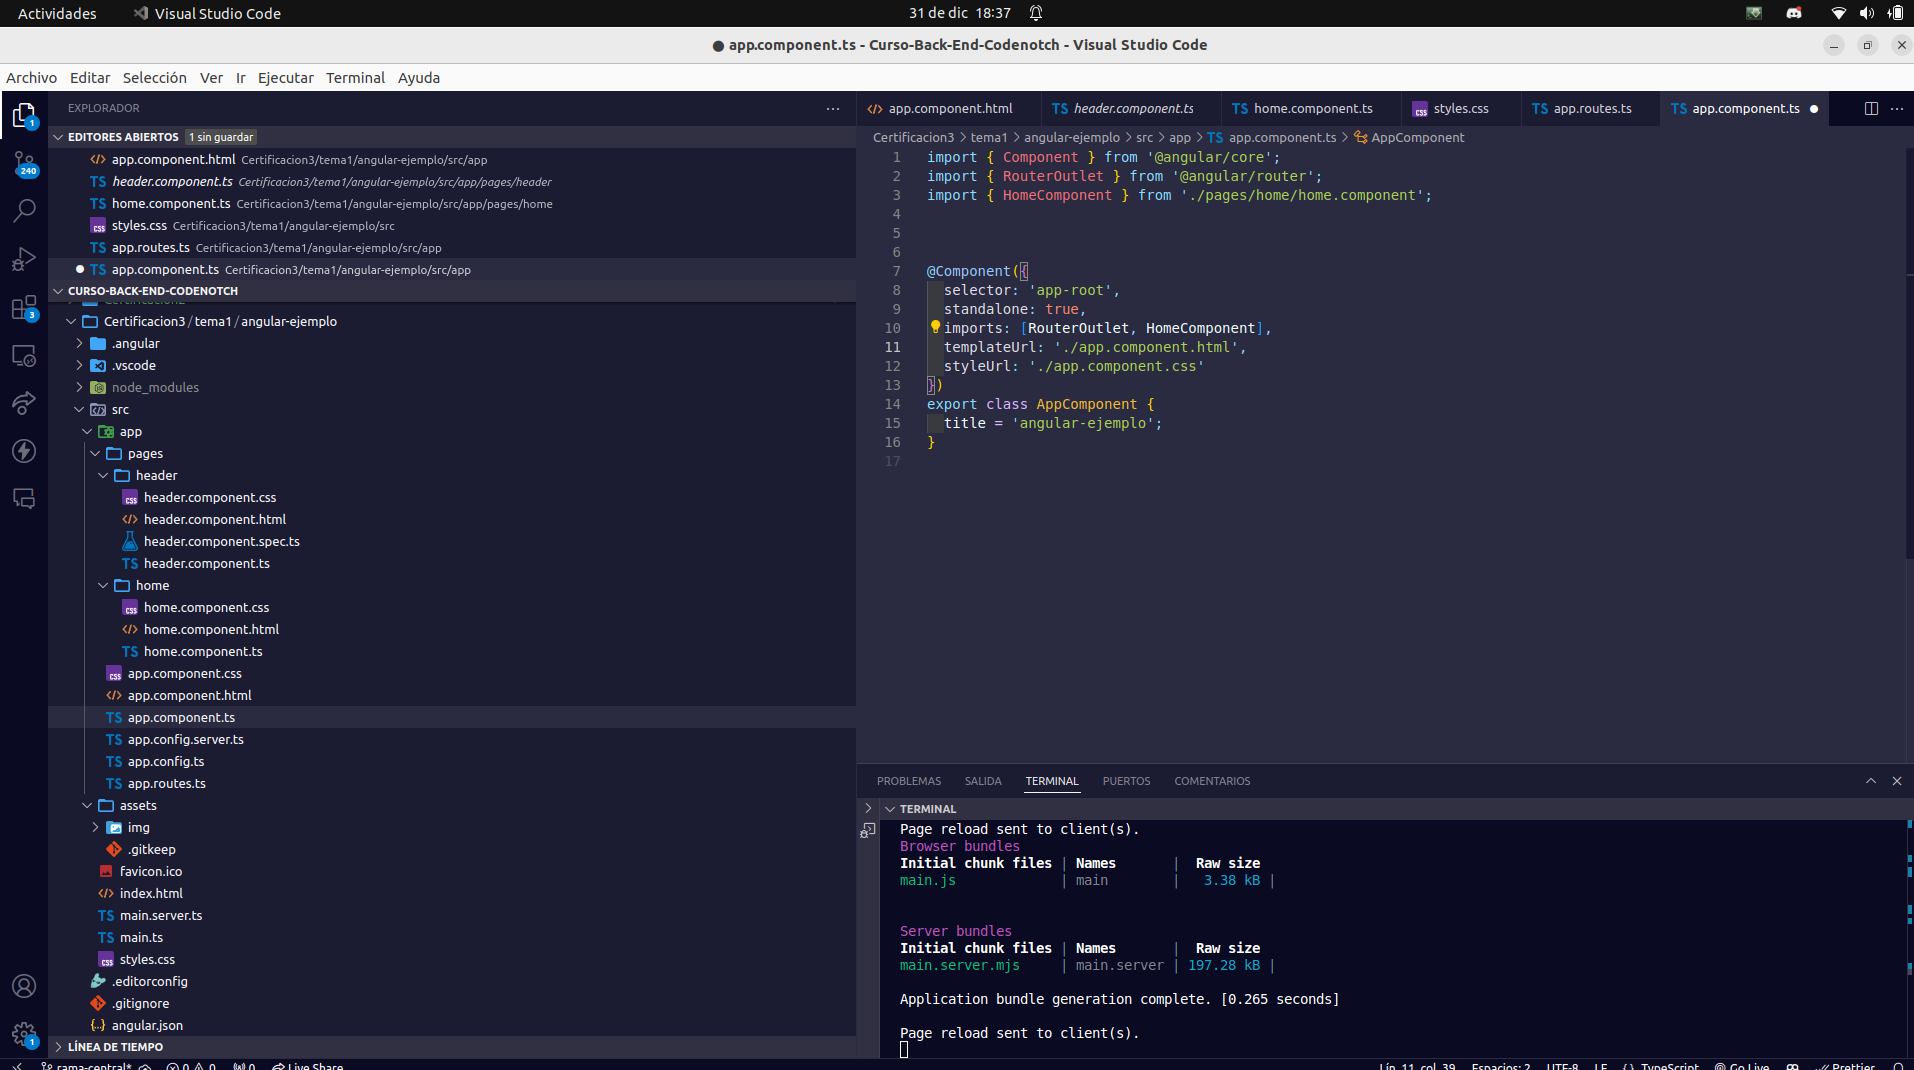 Actividades
Visual Studio Code
31 de dic 18:37
app.component.ts - Curso-Back-End-Codenotch - Visual Studio Code
Archivo Editar Selección Ver Ir Ejecutar Terminal Ayuda
EXPLORADOR
EDITORES ABIERTOS 1 sin guardar
app.component.html Certificacion3/tema1/angular-ejemplo/src/app
TS header.component.ts Certificacion3/tema1/angular-ejemplo/src/app/pages/header
TS home.component.ts Certificacion3/tema1/angular-ejemplo/src/app/pages/home
css styles.css Certificacion3/tema1/angular-ejemplo/src
TS app.routes.ts Certificacion3/tema1/angular-ejemplo/src/app
TS app.component.ts Certificacion3/tema1/angular-ejemplo/src/app
CURSO-BACK-END-CODENOTCH
Certificacion3 / tema1 / angular-ejemplo
.angular
.vscode
node_modules
src
app
pages
header
css header.component.css
header.component.html
header.component.spec.ts
TS header.component.ts
home
css home.component.css
home.component.html
TS home.component.ts
css app.component.css
app.component.html
TS app.component.ts
TS app.config.server.ts
TS app.config.ts
TS app.routes.ts
assets
img
.gitkeep
favicon.ico
index.html
TS main.server.ts
TS main.ts
css styles.css
.editorconfig
.gitignore
angular.json
LÍNEA DE TIEMPO
1
240
3
1
app.component.html TS header.component.ts TS home.component.ts css styles.css TS app.routes.ts TS app.component.ts
Certificacion3 > tema1 > angular-ejemplo > src > app > TS app.component.ts > AppComponent
1 import { Component } from '@angular/core';
2 import { RouterOutlet } from '@angular/router';
3 import { HomeComponent } from './pages/home/home.component';
4
5
6
7 @Component({
8 selector: 'app-root',
9 standalone: true,
10 imports: [RouterOutlet, HomeComponent],
11 templateUrl: './app.component.html',
12 styleUrl: './app.component.css'
13 })
14 export class AppComponent {
15 title = 'angular-ejemplo';
16 }
17
PROBLEMAS SALIDA TERMINAL PUERTOS COMENTARIOS
TERMINAL
Page reload sent to client(s).
Browser bundles
Initial chunk files | Names | Raw size
main.js | main | 3.38 kB |
Server bundles
Initial chunk files | Names | Raw size
main.server.mjs | main.server | 197.28 kB |
Application bundle generation complete. [0.265 seconds]
Page reload sent to client(s).
rama-central* 0 0 0 Live Share
Lín. 11, col. 39 Espacios: 2 UTF-8 LF {} TypeScript Go Live Prettier